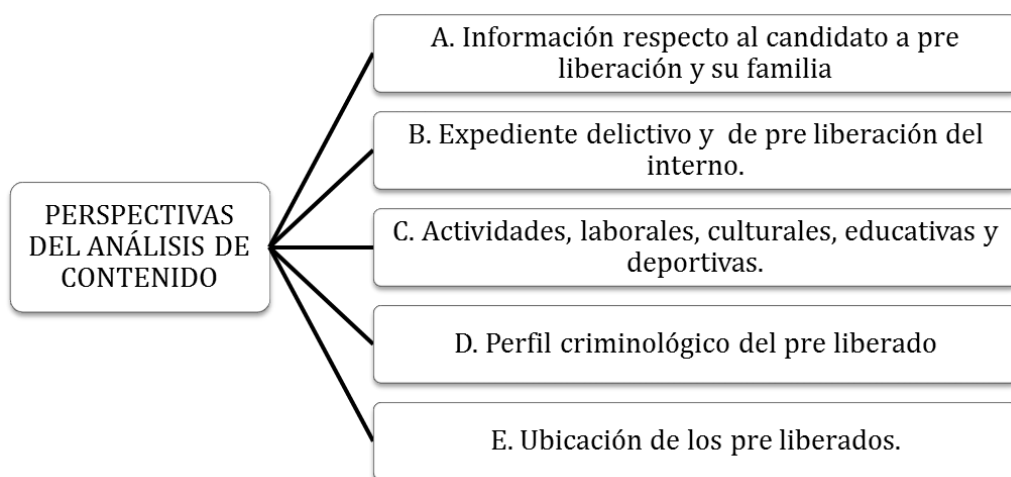 PERSPECTIVAS
DEL ANÁLISIS DE
CONTENIDO
A. Información respecto al candidato a pre
liberación y su familia
B. Expediente delictivo y de pre liberación del
interno.
C. Actividades, laborales, culturales, educativas y
deportivas.
D. Perfil criminológico del pre liberado
E. Ubicación de los pre liberados.